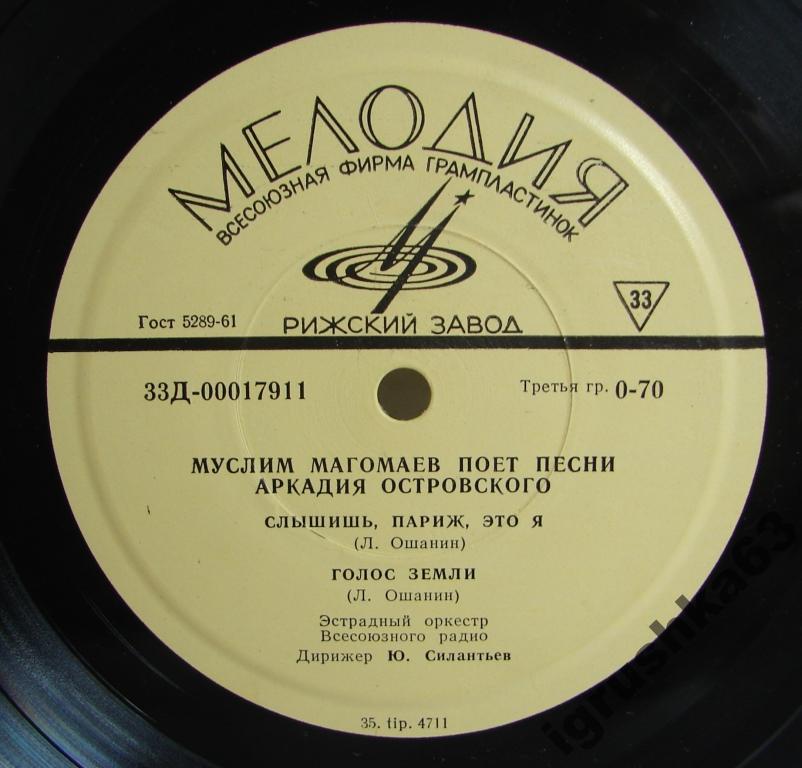 МЕЛОДИЯ
ВСЕСОЮЗНАЯ ФИРМА ГРАМПЛАСТИНОК
Гост 5289-61
РИЖСКИЙ ЗАВОД
33
33Д-00017911
Третья гр. 0-70
МУСЛИМ МАГОМАЕВ ПОЕТ ПЕСНИ
АРКАДИЯ ОСТРОВСКОГО
СЛЫШИШЬ, ПАРИЖ, ЭТО Я
(Л. Ошанин)
ГОЛОС ЗЕМЛИ
(Л. Ошанин)
Эстрадный оркестр
Всесоюзного радио
Дирижер Ю. Силантьев
35. tip. 4711
igrushka63